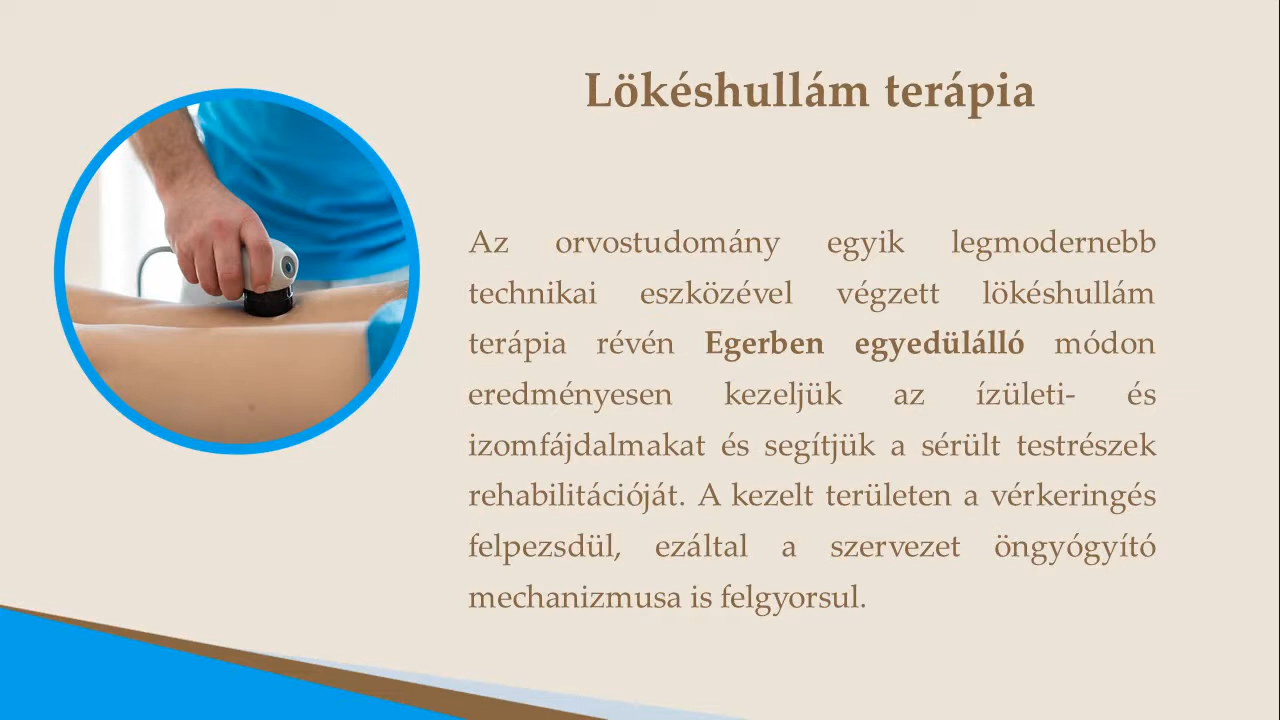 Lökéshullám terápia
Az orvostudomány egyik legmodernebb
technikai eszközével végzett lökéshullám
terápia révén Egerben egyedülálló módon
eredményesen kezeljük az ízületi- és
izomfájdalmakat és segítjük a sérült testrészek
rehabilitációját. A kezelt területen a vérkeringés
felpezsdül, ezáltal a szervezet öngyógyító
mechanizmusa is felgyorsul.